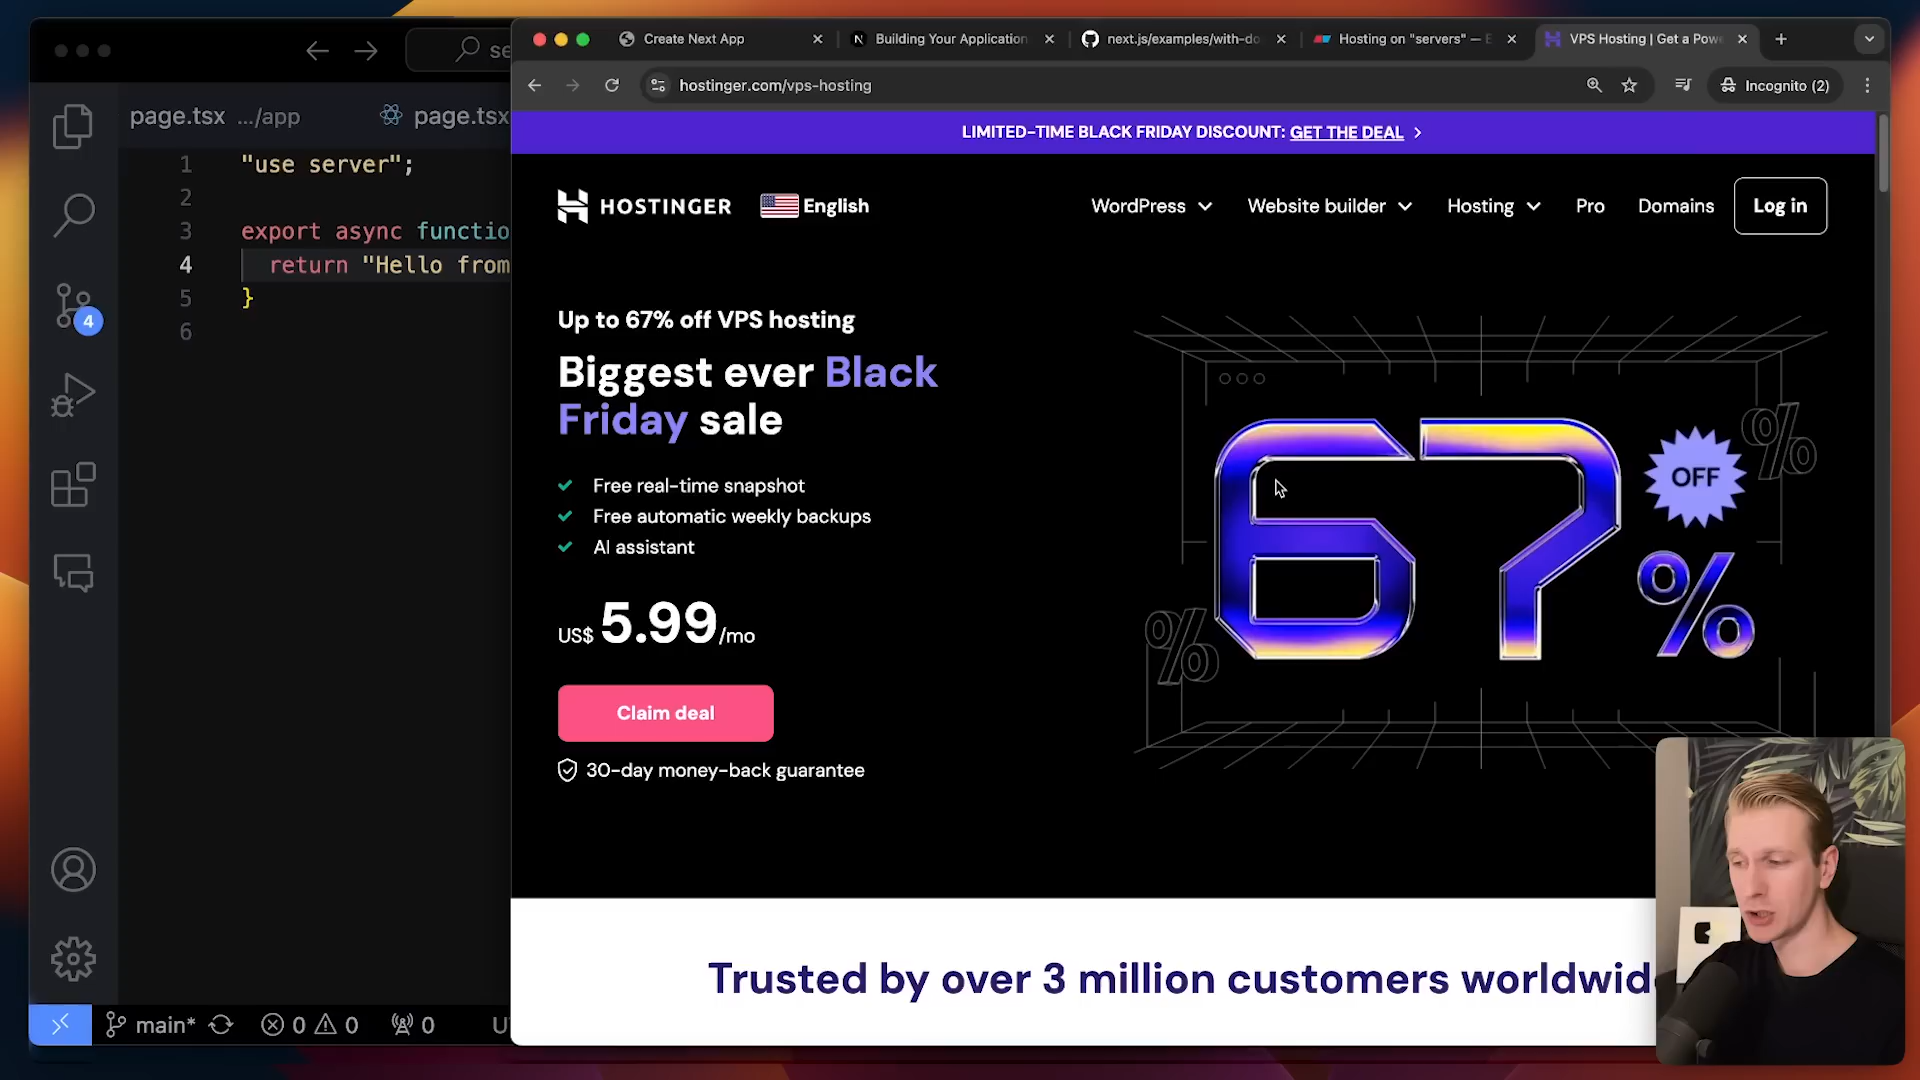 Create Next App
Building Your Application
next.js/examples/with-do
Hosting on "servers" —
VPS Hosting | Get a Powe
hostinger.com/vps-hosting
Incognito (2)
page.tsx .../app
page.tsx
1 "use server";
2
3 export async functio
4 return "Hello from
5 }
6
4
main*
0
0
0
LIMITED-TIME BLACK FRIDAY DISCOUNT: GET THE DEAL
HOSTINGER
English
WordPress
Website builder
Hosting
Pro
Domains
Log in
Up to 67% off VPS hosting
Biggest ever Black
Friday sale
Free real-time snapshot
Free automatic weekly backups
AI assistant
US$ 5.99/mo
Claim deal
30-day money-back guarantee
67
OFF
%
%
%
Trusted by over 3 million customers worldwid